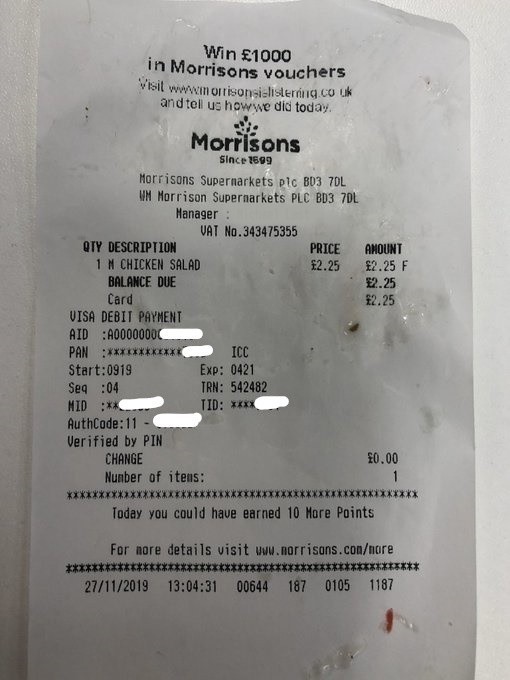 Win £1000
in Morrisons vouchers
Visit www.morrisonsislistening.co.uk
and tell us how we did today.
Morrisons
Since 1899
Morrisons Supermarkets plc BD3 7DL
WM Morrison Supermarkets PLC BD3 7DL
Manager :
VAT No.343475355
QTY DESCRIPTION PRICE AMOUNT
1 M CHICKEN SALAD £2.25 £2.25 F
BALANCE DUE £2.25
Card £2.25
VISA DEBIT PAYMENT
AID :A0000000
PAN :************ ICC
Start:0919 Exp: 0421
Seq :04 TRN: 542482
MID :** TID: ****
AuthCode:11 -
Verified by PIN
CHANGE £0.00
Number of items: 1
********************************************
Today you could have earned 10 More Points
For more details visit www.morrisons.com/more
********************************************
27/11/2019 13:04:31 00644 187 0105 1187